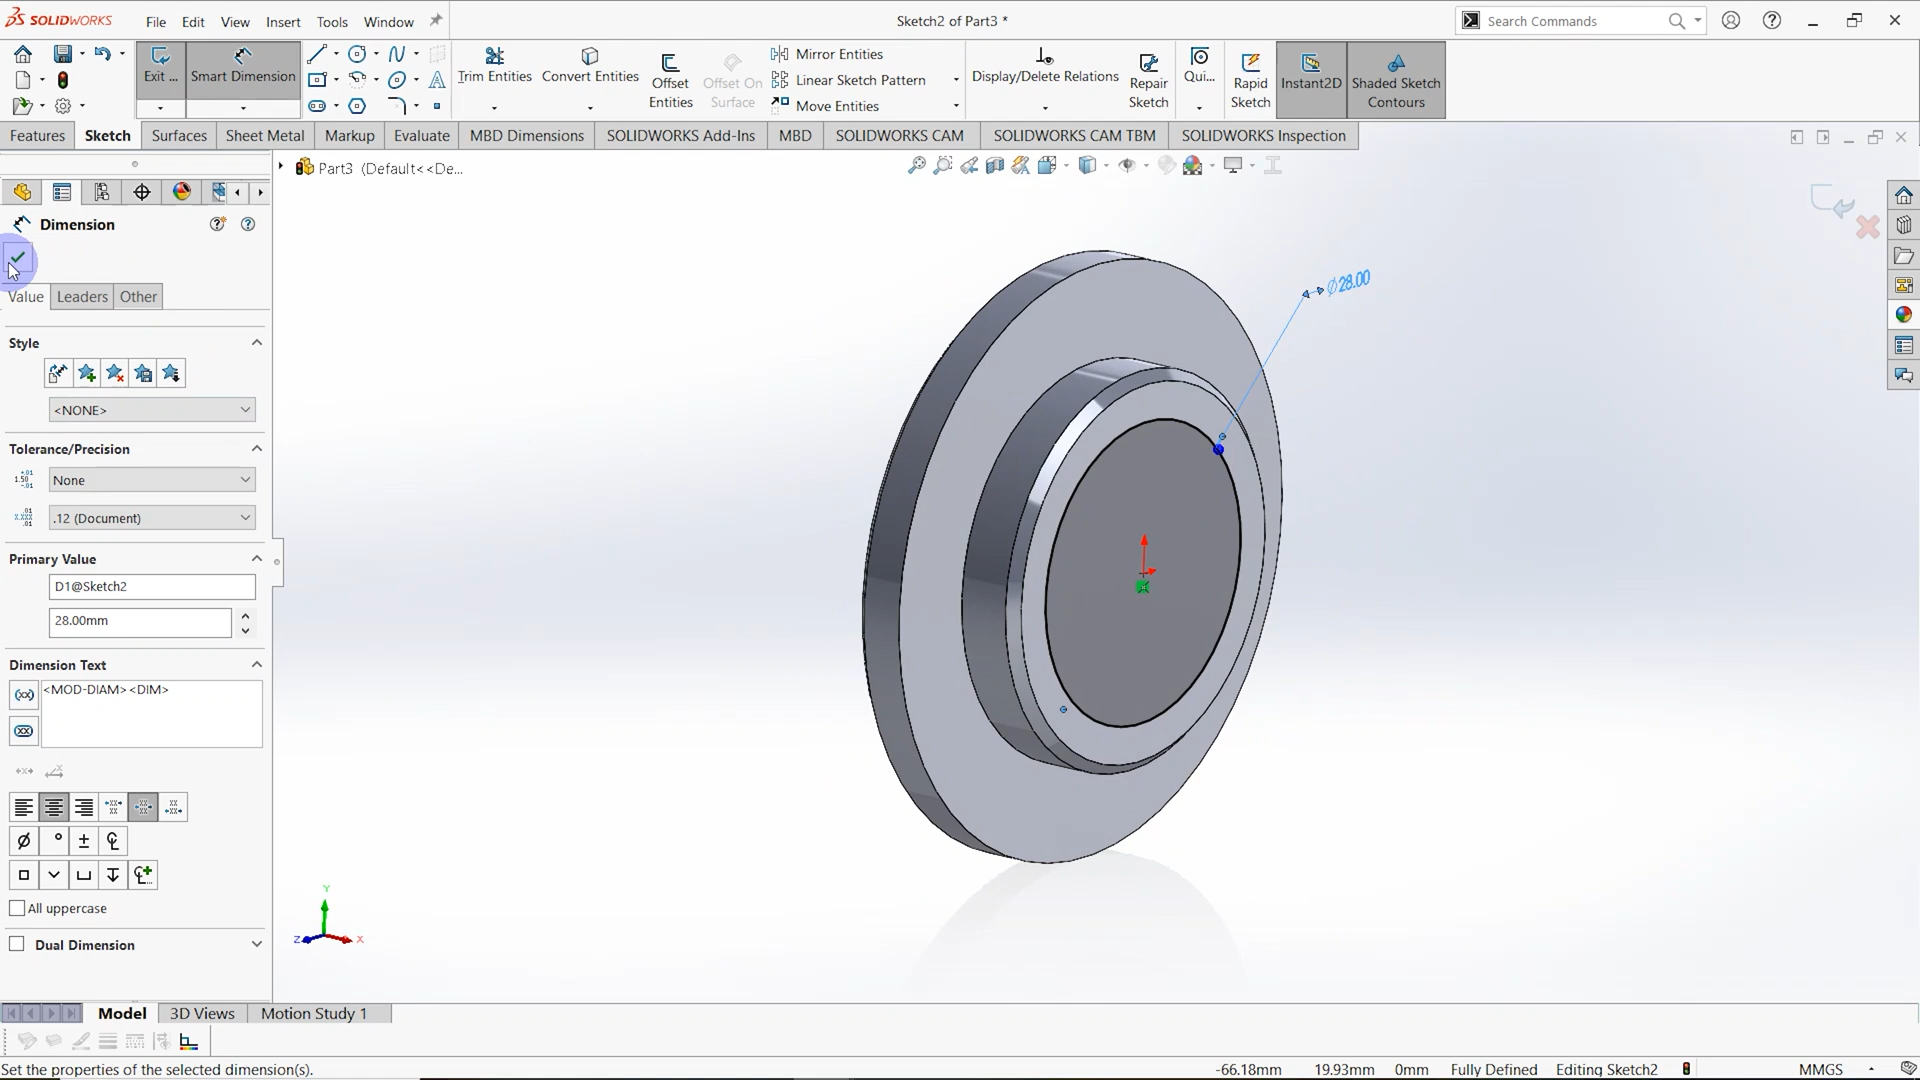 SOLIDWORKS File Edit View Insert Tools Window Sketch2 of Part3 * Search Commands
Exit ... Smart Dimension Trim Entities Convert Entities Offset Entities Offset On Surface Mirror Entities Linear Sketch Pattern Move Entities Display/Delete Relations Repair Sketch Qui... Rapid Sketch Instant2D Shaded Sketch Contours
Features Sketch Surfaces Sheet Metal Markup Evaluate MBD Dimensions SOLIDWORKS Add-Ins MBD SOLIDWORKS CAM SOLIDWORKS CAM TBM SOLIDWORKS Inspection
Part3 (Default<<De...
Dimension
Value Leaders Other
Ø28.00
Style
<NONE>
Tolerance/Precision
None
.12 (Document)
Primary Value
D1@Sketch2
28.00mm
Dimension Text
<MOD-DIAM><DIM>
All uppercase
Dual Dimension
Y
Z X
Model 3D Views Motion Study 1
Set the properties of the selected dimension(s). -66.18mm 19.93mm 0mm Fully Defined Editing Sketch2 MMGS